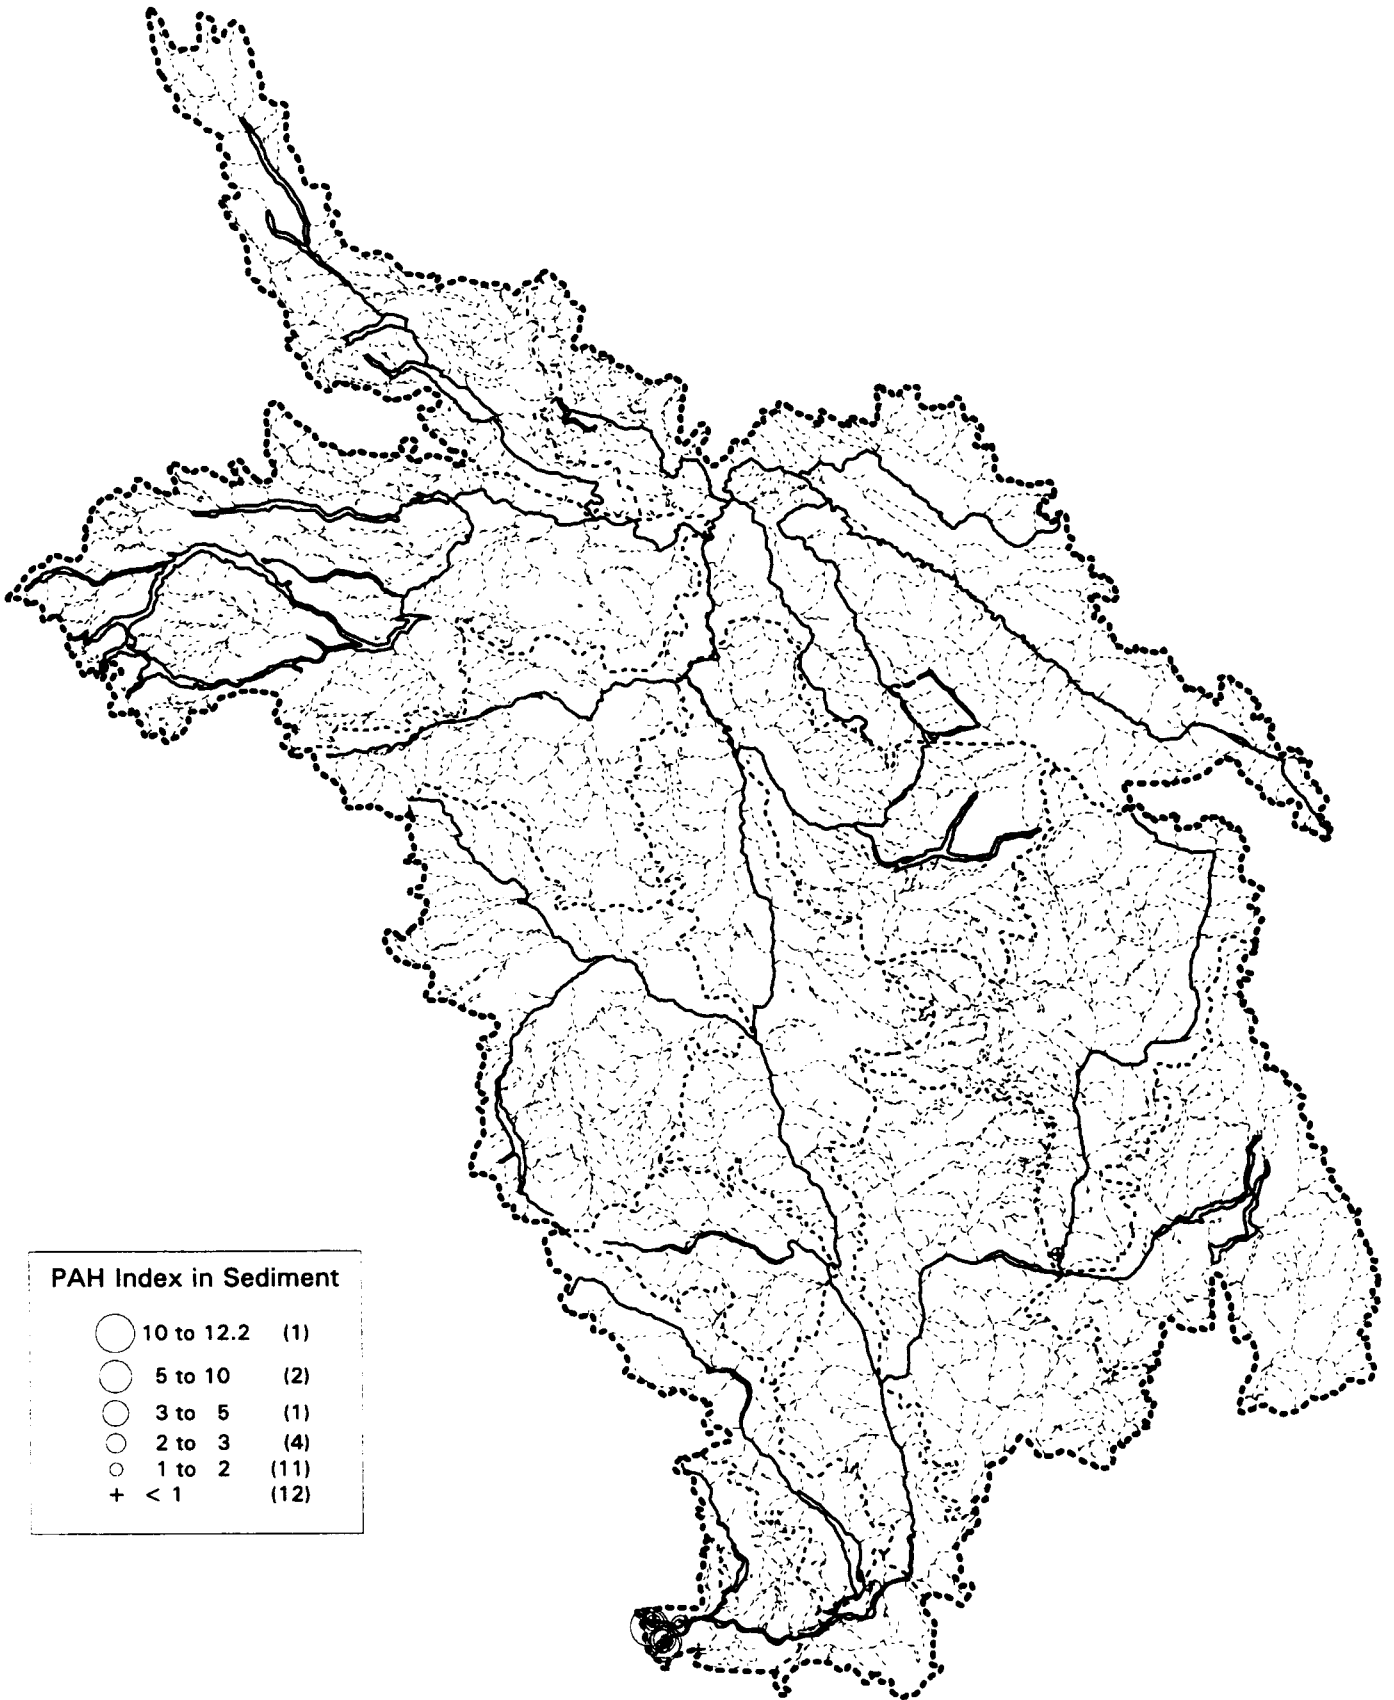 PAH Index in Sediment
10 to 12.2 (1)
5 to 10 (2)
3 to 5 (1)
2 to 3 (4)
1 to 2 (11)
+ < 1 (12)